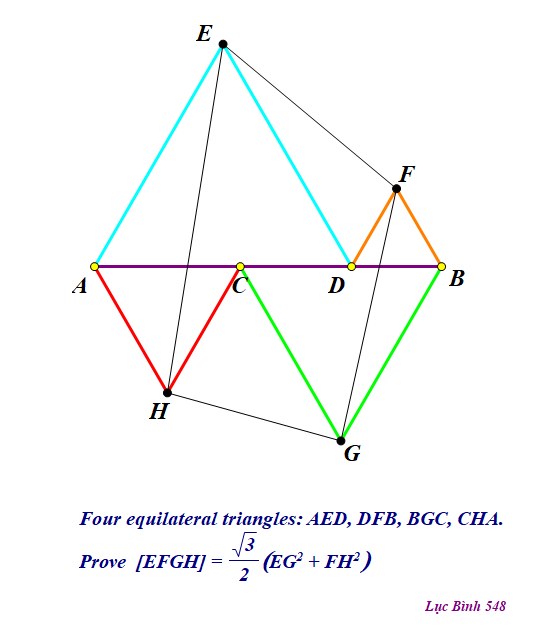 E
F
A
C
D
B
H
G
Four equilateral triangles: AED, DFB, BGC, CHA.
Prove [EFGH] = √3/2 (EG² + FH²)
Lục Bình 548